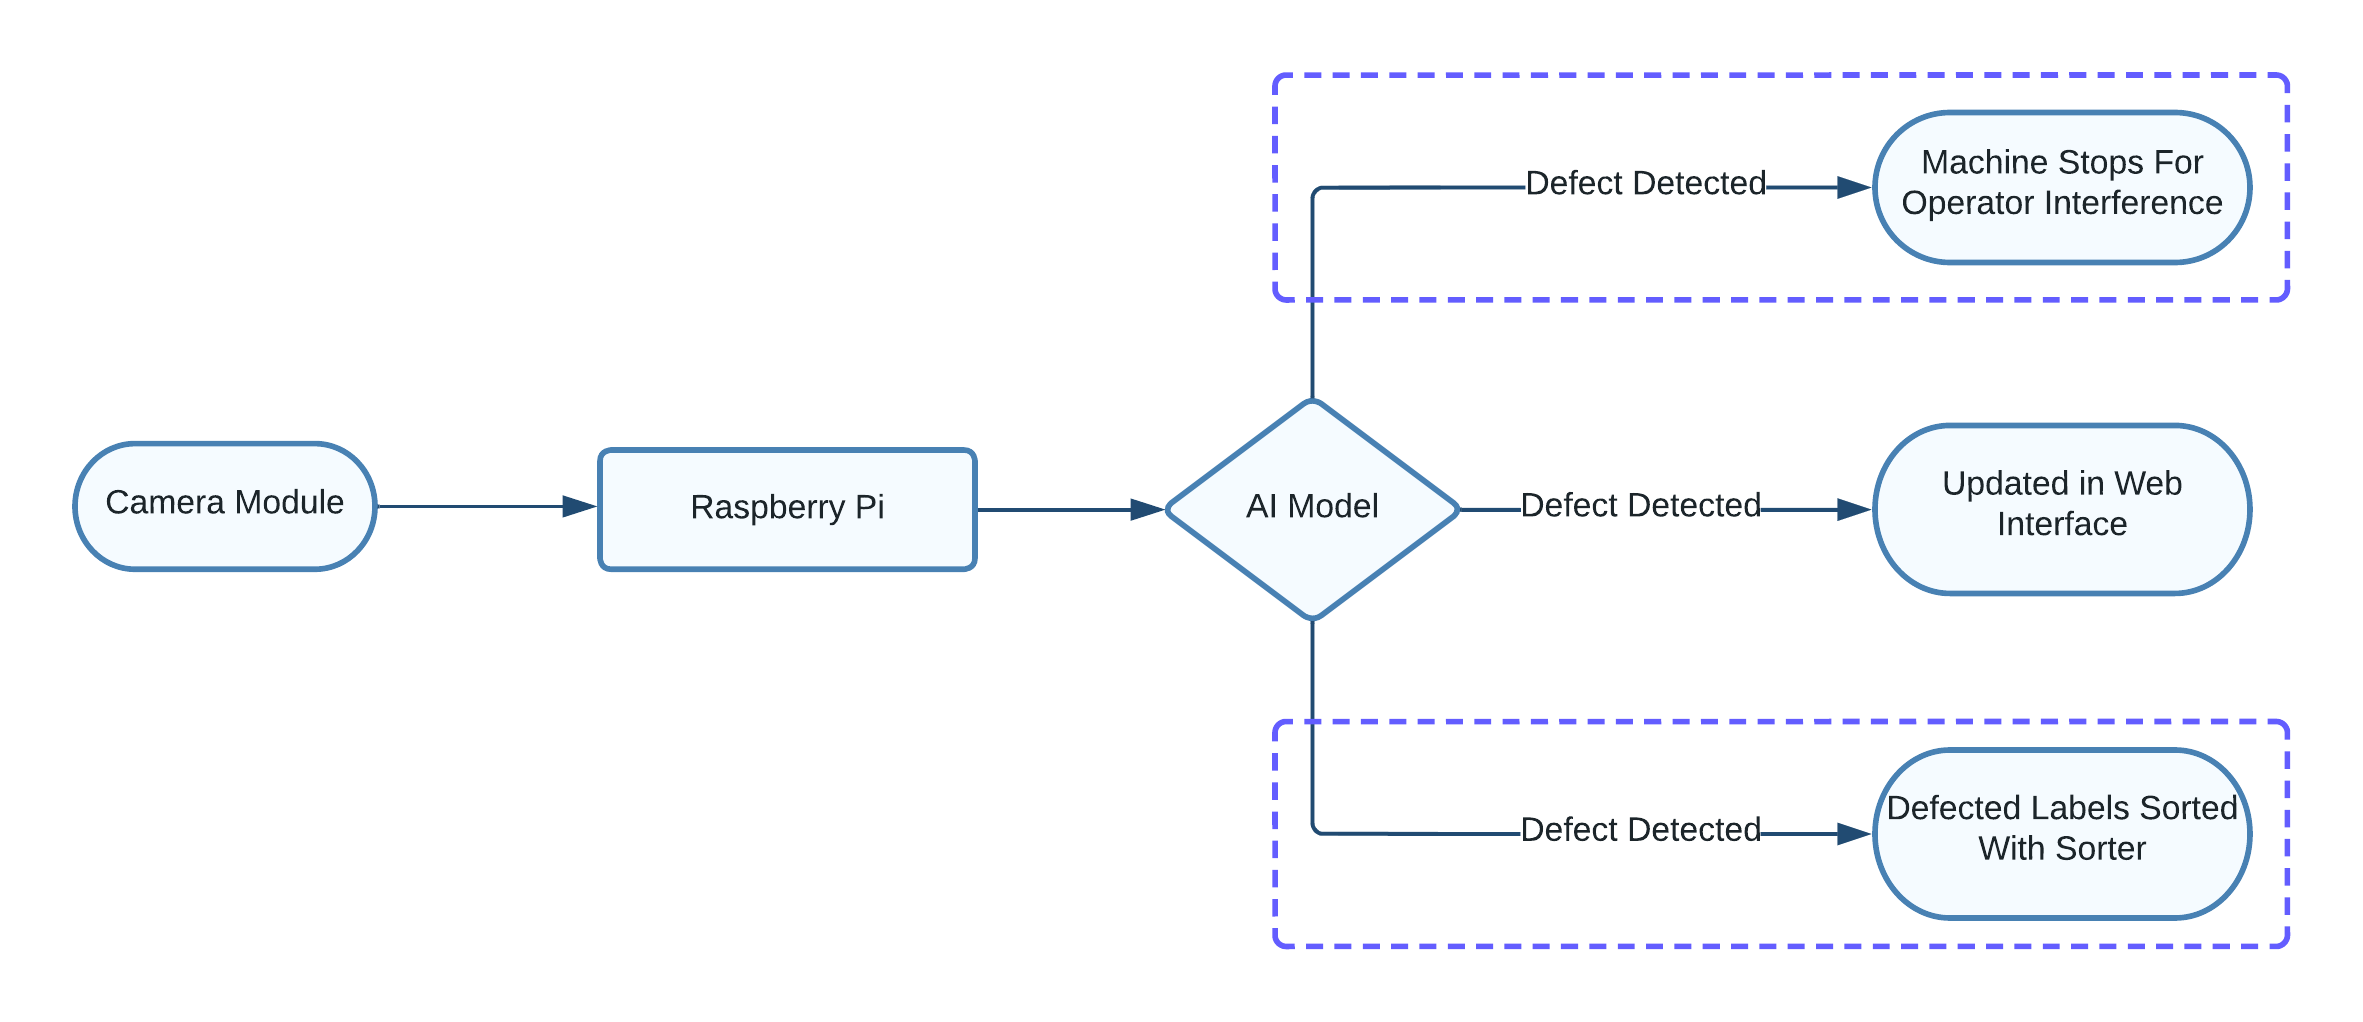 Defect Detected
Machine Stops For
Operator Interference
Camera Module
Raspberry Pi
AI Model
Defect Detected
Updated in Web
Interface
Defect Detected
Defected Labels Sorted
With Sorter